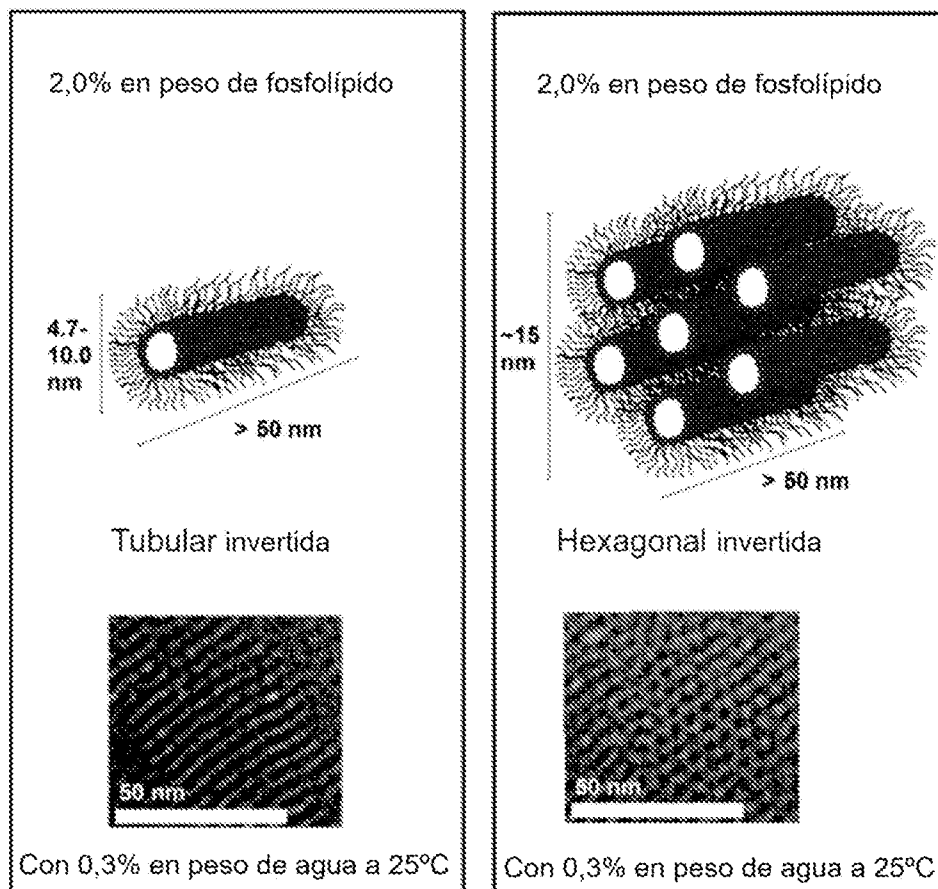 2,0% en peso de fosfolípido
4.7-
10.0
nm
> 50 nm
Tubular invertida
50 nm
Con 0,3% en peso de agua a 25ºC
2,0% en peso de fosfolípido
~15
nm
> 50 nm
Hexagonal invertida
50 nm
Con 0,3% en peso de agua a 25ºC